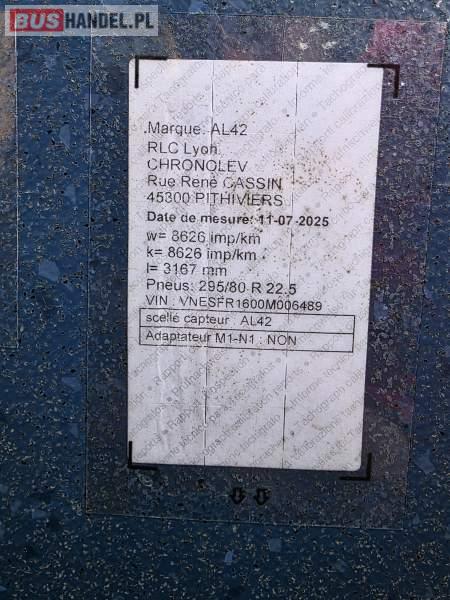 BUSHANDEL.PL
Marque: AL42
RLC Lyon
CHRONOLEV
Rue René CASSIN
45300 PITHIVIERS
Date de mesure: 11-07-2025
w= 8626 imp/km
k= 8626 imp/km
l= 3167 mm
Pneus: 295/80 R 22.5
VIN : VNESFR1600M006489
scellé capteur : AL42
Adaptateur M1-N1 : NON